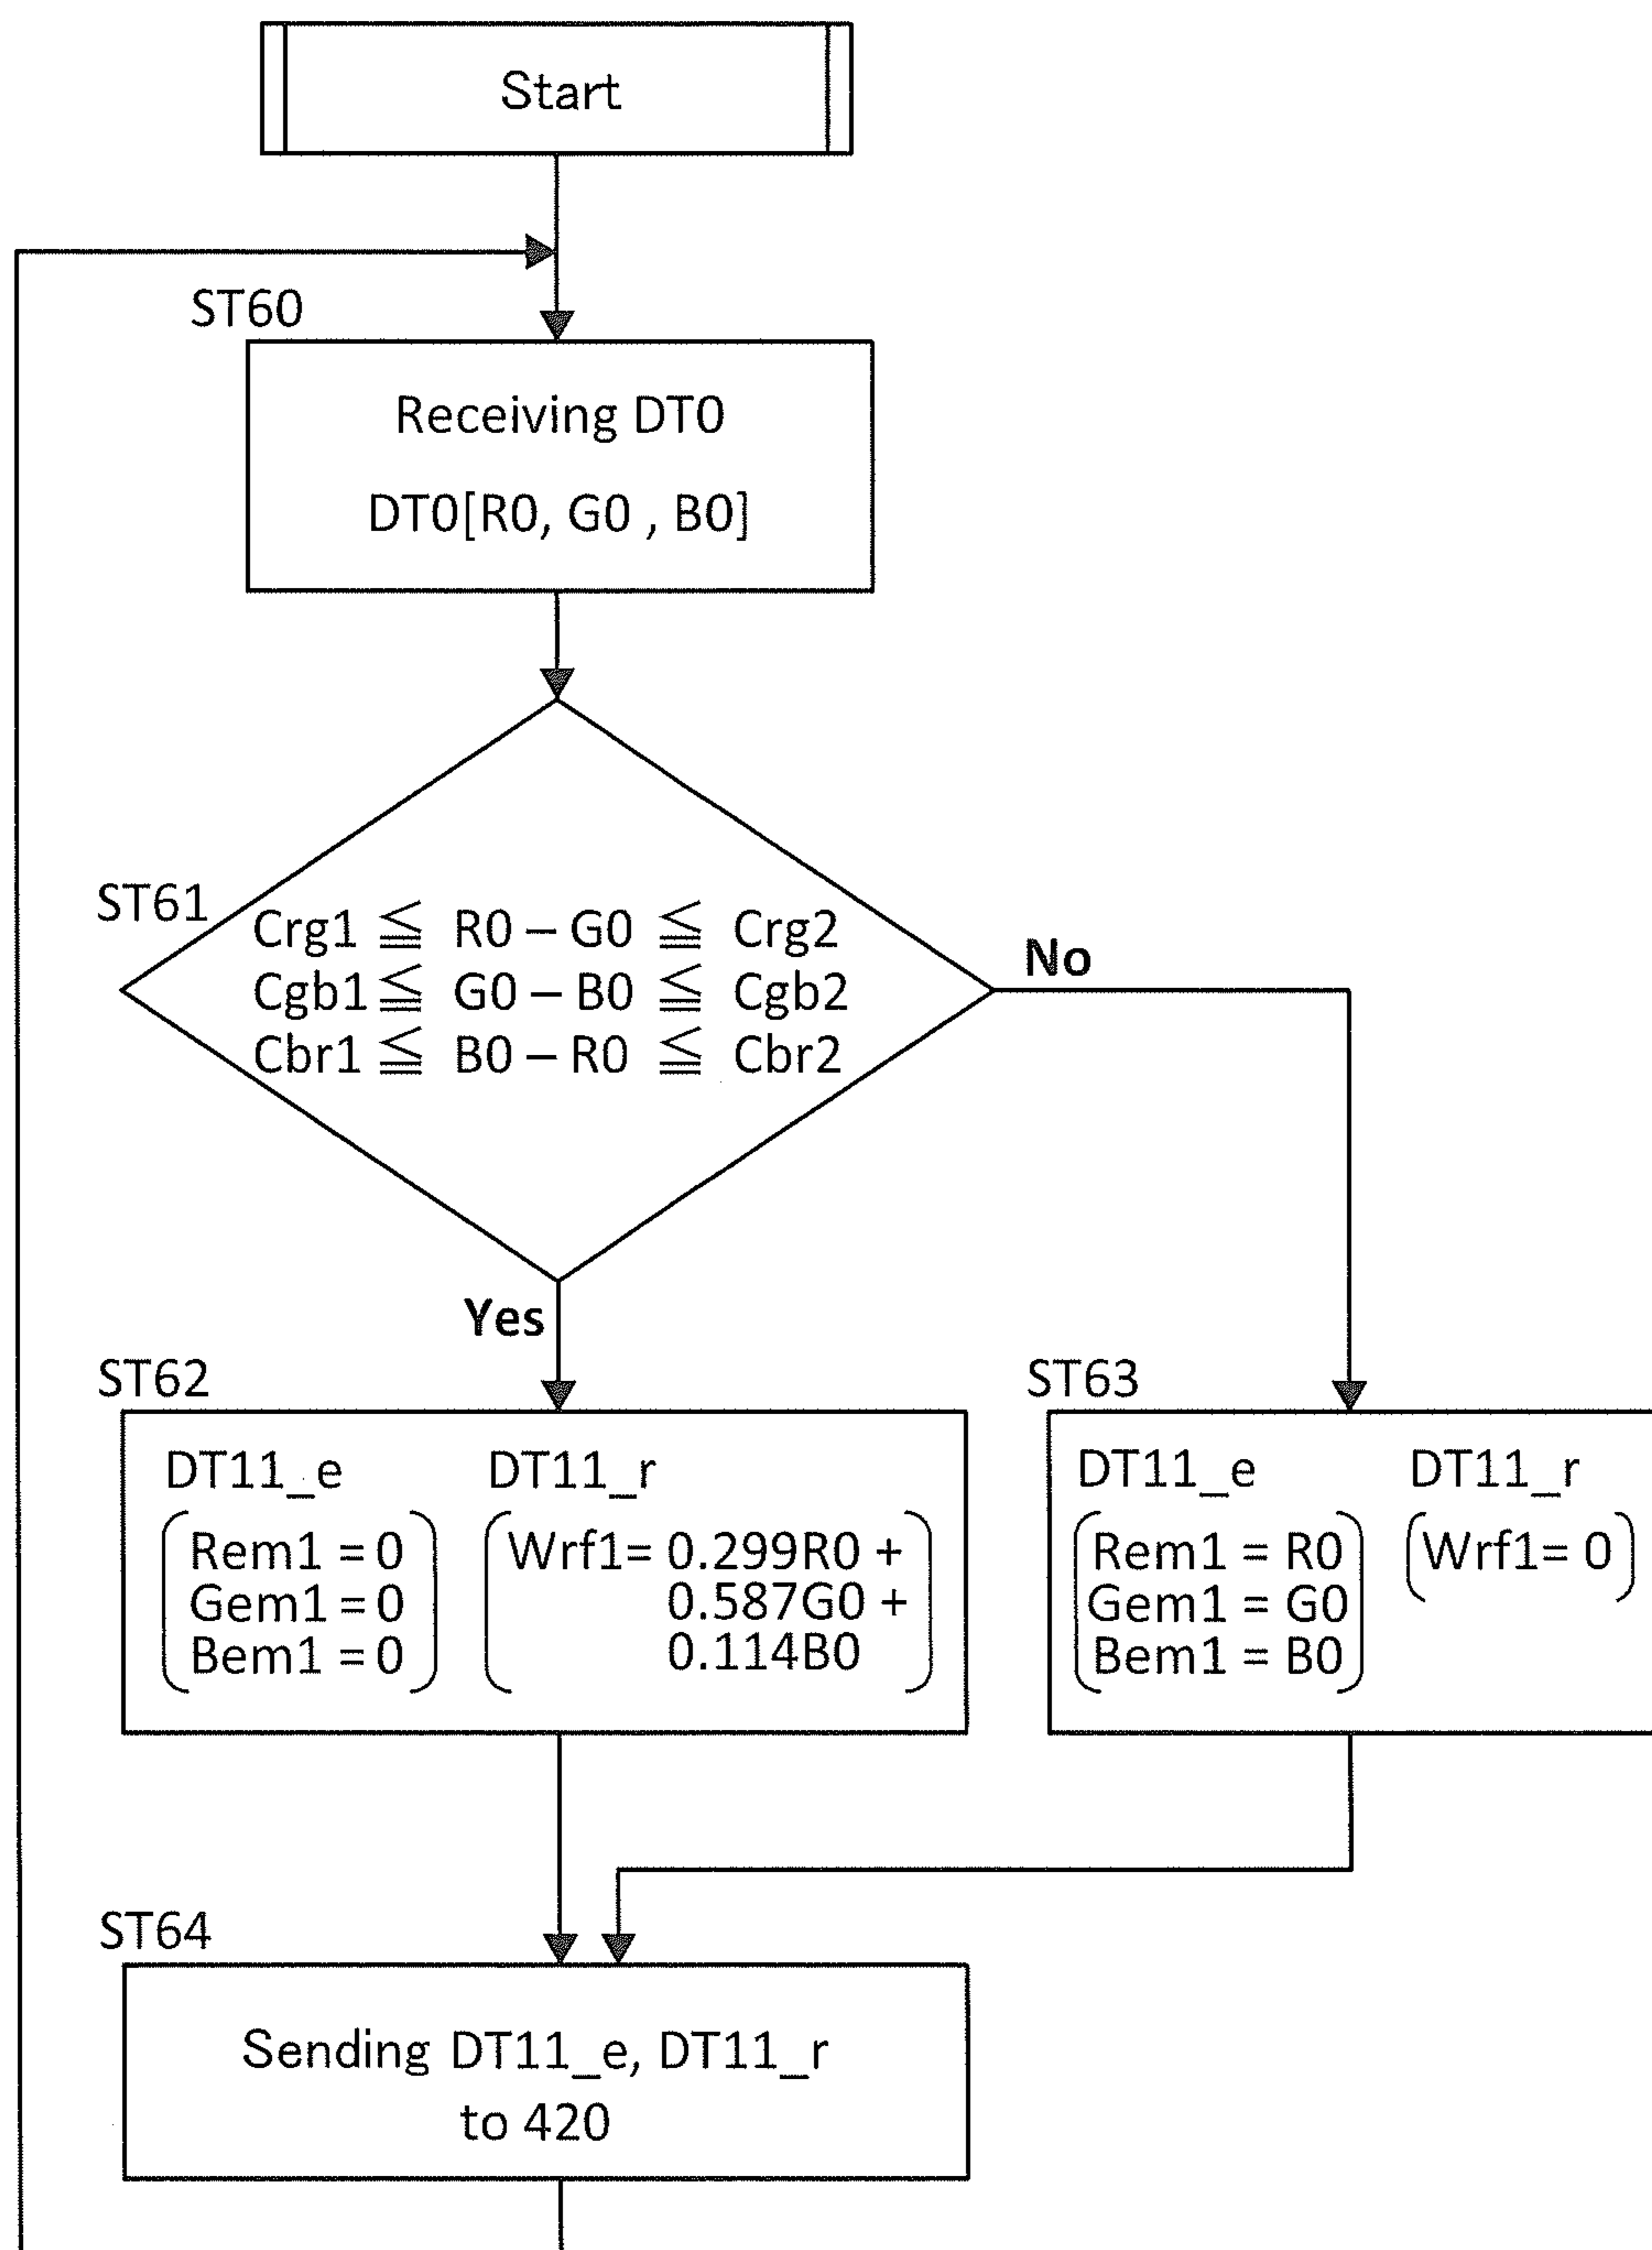 Start
ST60
Receiving DT0
DT0[R0, G0 , B0]
ST61
Crg1 ≦ R0 – G0 ≦ Crg2
Cgb1 ≦ G0 – B0 ≦ Cgb2
Cbr1 ≦ B0 – R0 ≦ Cbr2
No
Yes
ST62
DT11_e DT11_r
Rem1 = 0
Gem1 = 0
Bem1 = 0
Wrf1= 0.299R0 +
0.587G0 +
0.114B0
ST63
DT11_e DT11_r
Rem1 = R0
Gem1 = G0
Bem1 = B0
Wrf1= 0
ST64
Sending DT11_e, DT11_r
to 420